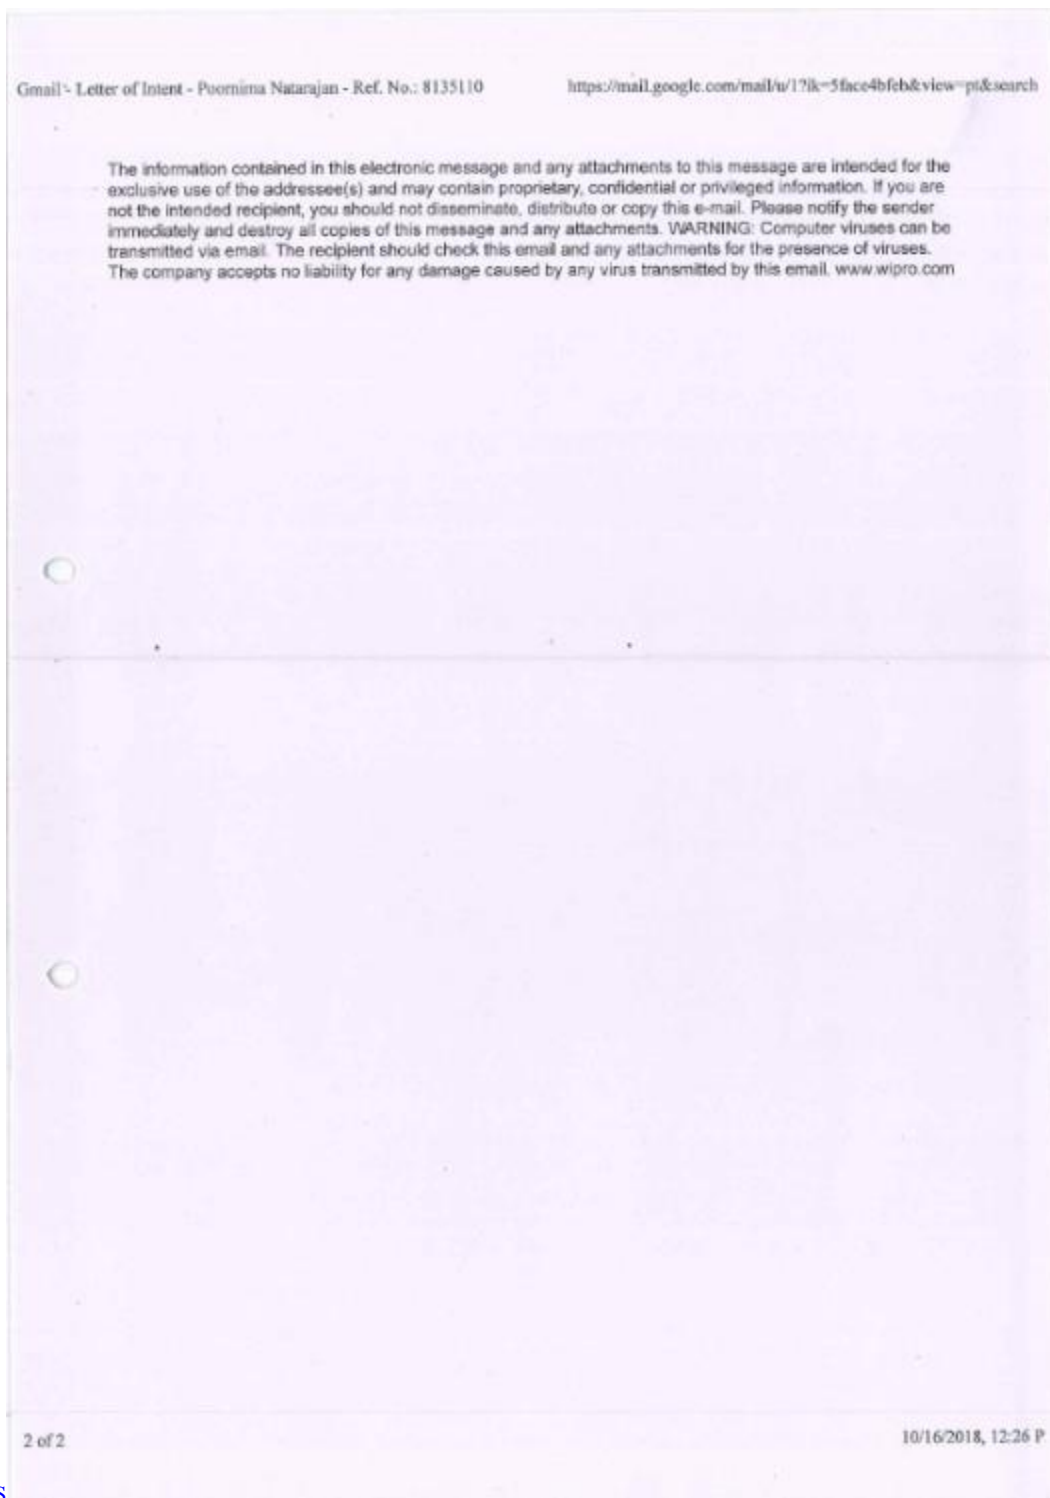 Gmail - Letter of Intent - Poornima Natarajan - Ref. No.: 8135110 https://mail.google.com/mail/u/1?ik=5face4bfeb&view=pt&search
The information contained in this electronic message and any attachments to this message are intended for the
exclusive use of the addressee(s) and may contain proprietary, confidential or privileged information. If you are
not the intended recipient, you should not disseminate, distribute or copy this e-mail. Please notify the sender
immediately and destroy all copies of this message and any attachments. WARNING: Computer viruses can be
transmitted via email. The recipient should check this email and any attachments for the presence of viruses.
The company accepts no liability for any damage caused by any virus transmitted by this email. www.wipro.com
2 of 2 10/16/2018, 12:26 P
s